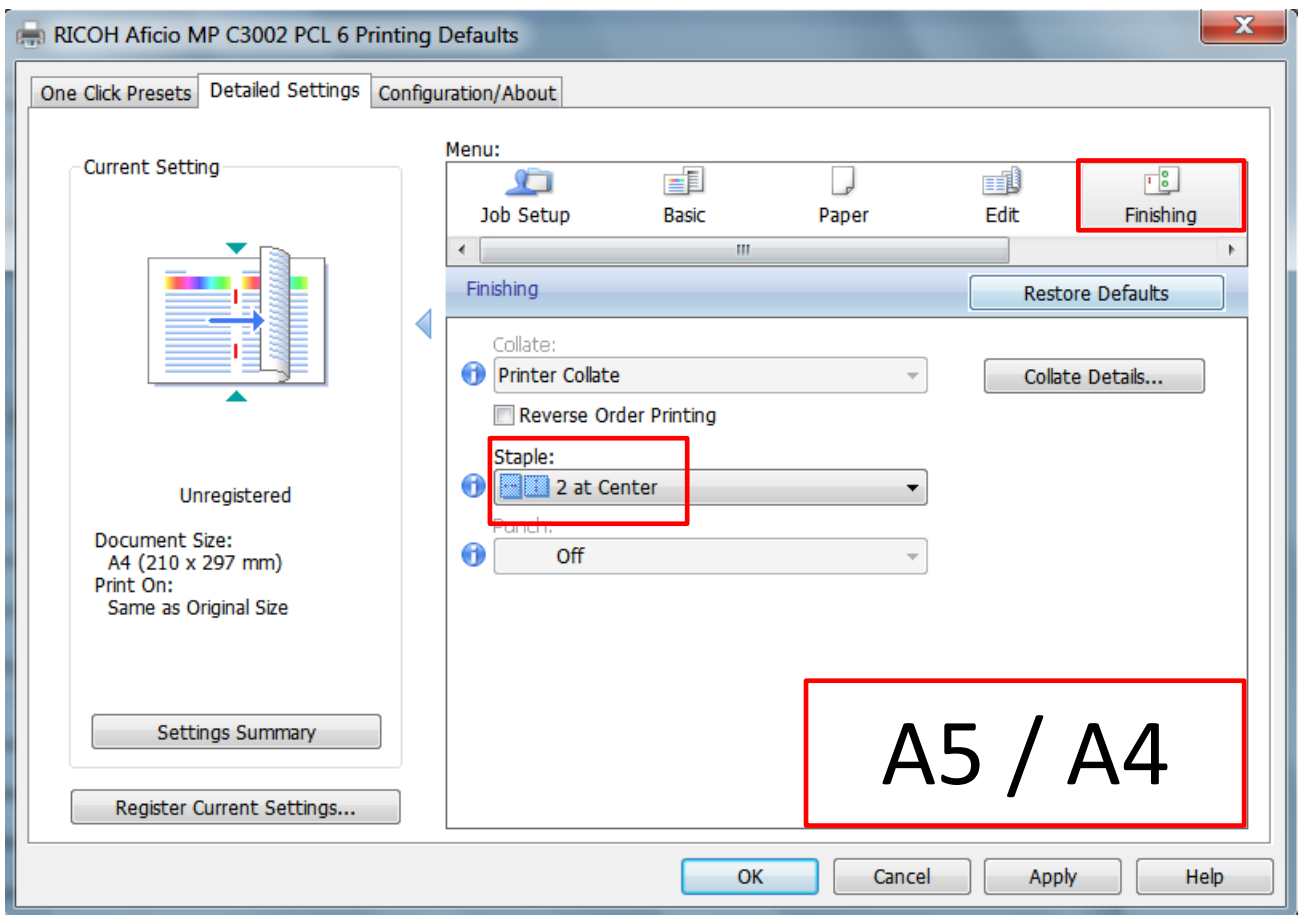 RICOH Aficio MP C3002 PCL 6 Printing Defaults
One Click Presets
Detailed Settings
Configuration/About
Current Setting
Unregistered
Document Size:
A4 (210 x 297 mm)
Print On:
Same as Original Size
Settings Summary
Register Current Settings...
Menu:
Job Setup
Basic
Paper
Edit
Finishing
Finishing
Restore Defaults
Collate:
Printer Collate
Collate Details...
Reverse Order Printing
Staple:
2 at Center
Punch:
Off
A5 / A4
OK
Cancel
Apply
Help